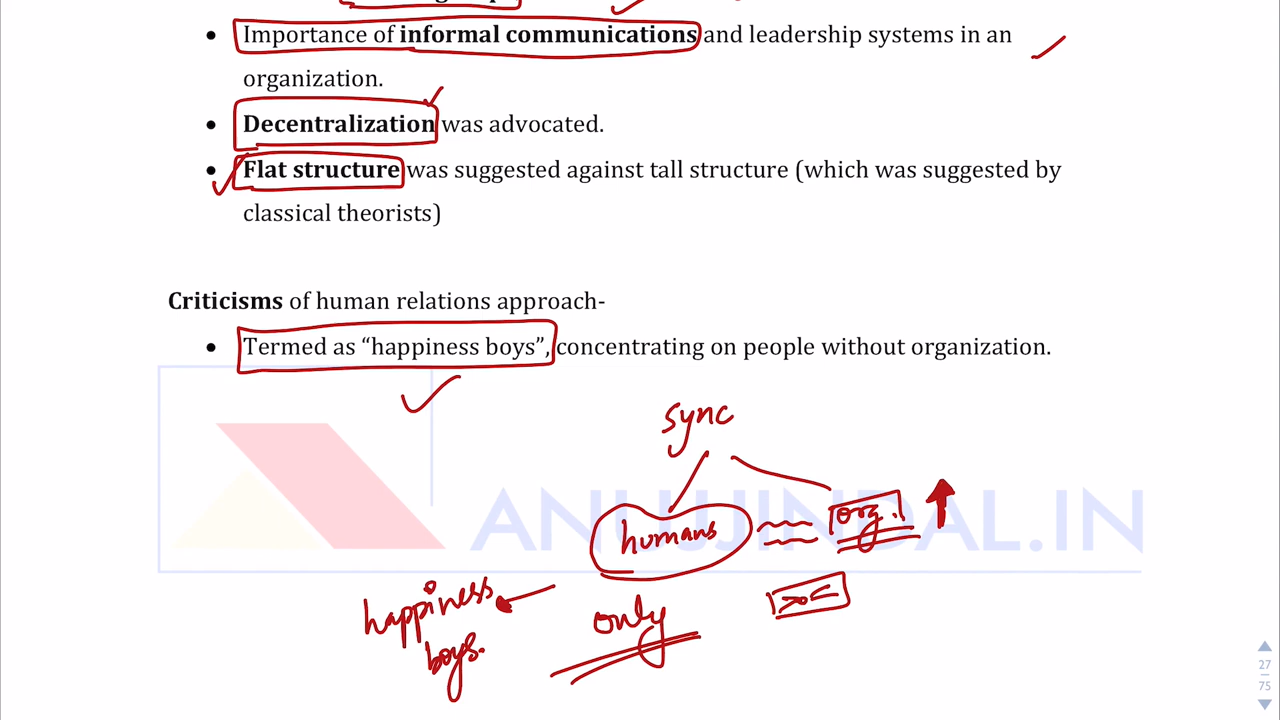 • Importance of informal communications and leadership systems in an
organization.
• Decentralization was advocated.
• Flat structure was suggested against tall structure (which was suggested by
classical theorists)
Criticisms of human relations approach-
• Termed as “happiness boys”, concentrating on people without organization.
sync
humans
org.
happiness
boys.
only
ANUJJINDAL.IN
27
75